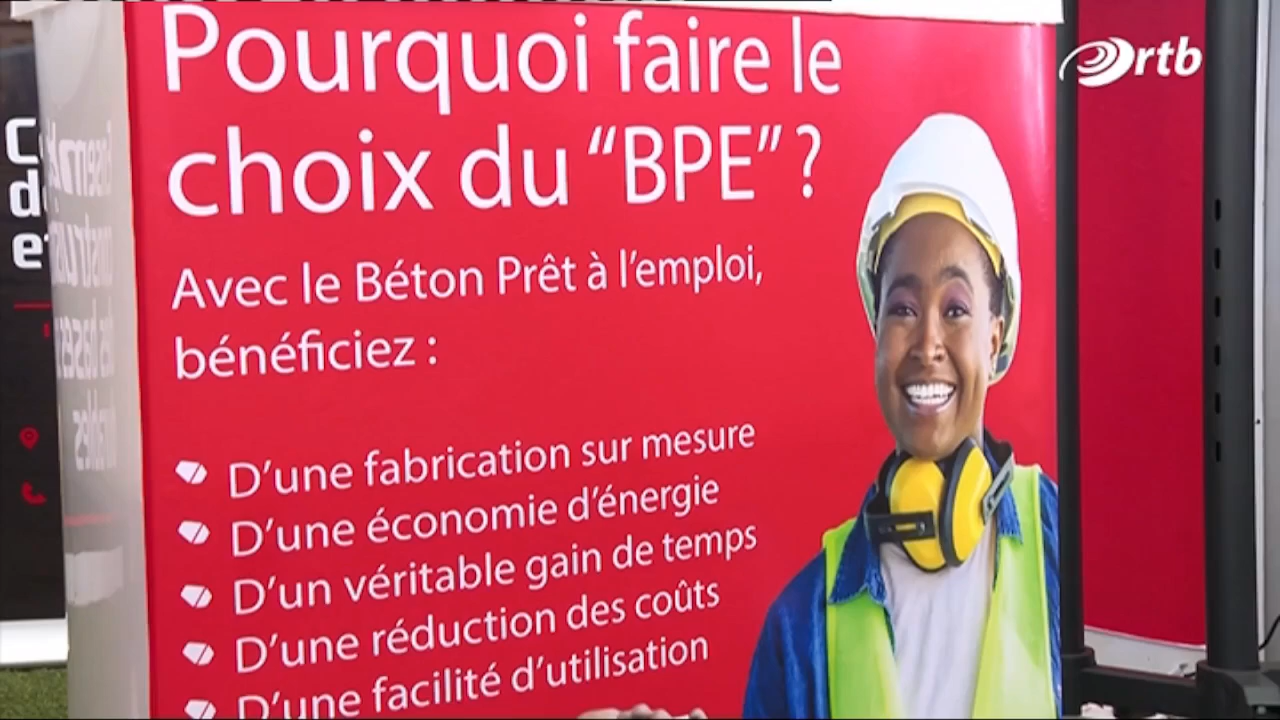 Pourquoi faire le
choix du “BPE” ?
Avec le Béton Prêt à l’emploi,
bénéficiez :
D’une fabrication sur mesure
D’une économie d’énergie
D’un véritable gain de temps
D’une réduction des coûts
D’une facilité d’utilisation
rtb